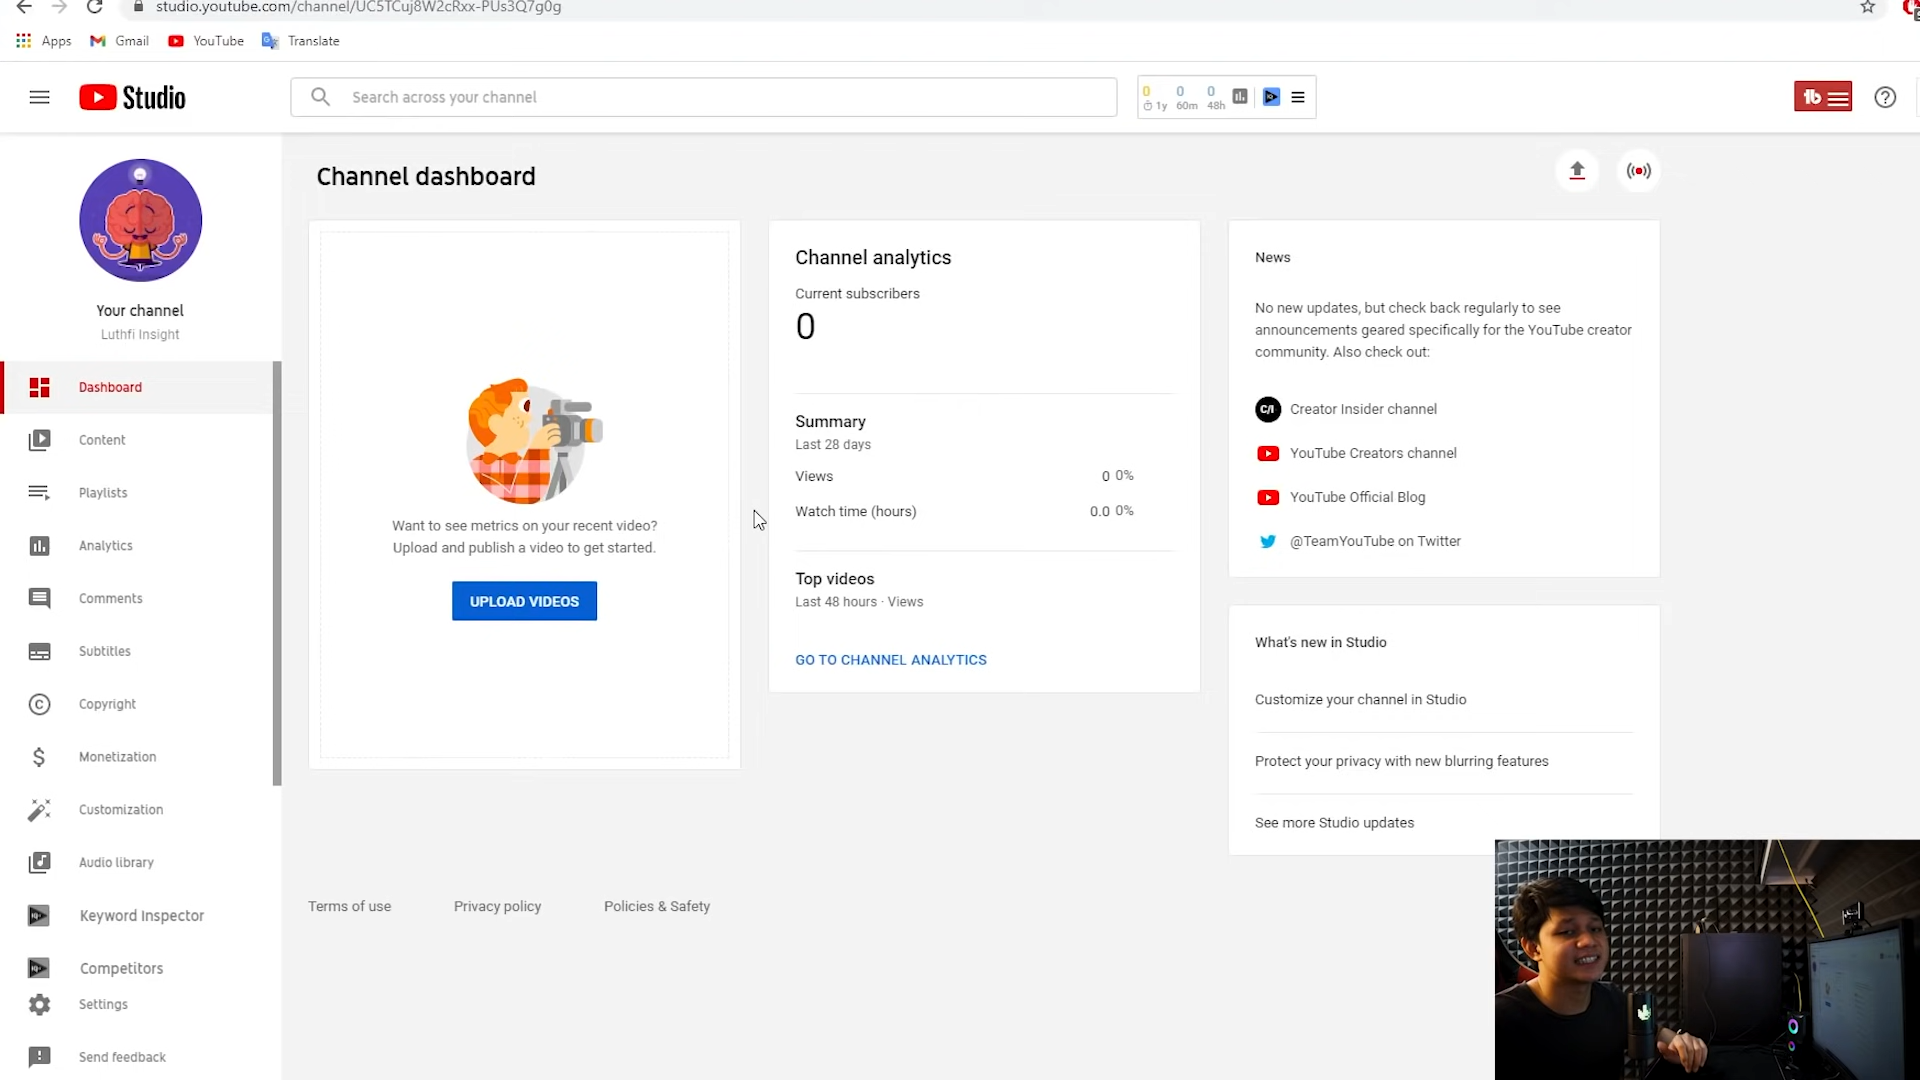 studio.youtube.com/channel/UC5TCuj8W2cRxx-PUs3Q7g0g
Apps
Gmail
YouTube
Translate
Studio
Search across your channel
0 0 0
1y 60m 48h
Channel dashboard
Your channel
Luthfi Insight
Dashboard
Content
Playlists
Analytics
Comments
Subtitles
Copyright
Monetization
Customization
Audio library
Keyword Inspector
Competitors
Settings
Send feedback
Want to see metrics on your recent video?
Upload and publish a video to get started.
UPLOAD VIDEOS
Channel analytics
Current subscribers
0
Summary
Last 28 days
Views 0 0%
Watch time (hours) 0.0 0%
Top videos
Last 48 hours · Views
GO TO CHANNEL ANALYTICS
News
No new updates, but check back regularly to see
announcements geared specifically for the YouTube creator
community. Also check out:
C/I Creator Insider channel
YouTube Creators channel
YouTube Official Blog
@TeamYouTube on Twitter
What's new in Studio
Customize your channel in Studio
Protect your privacy with new blurring features
See more Studio updates
Terms of use
Privacy policy
Policies & Safety